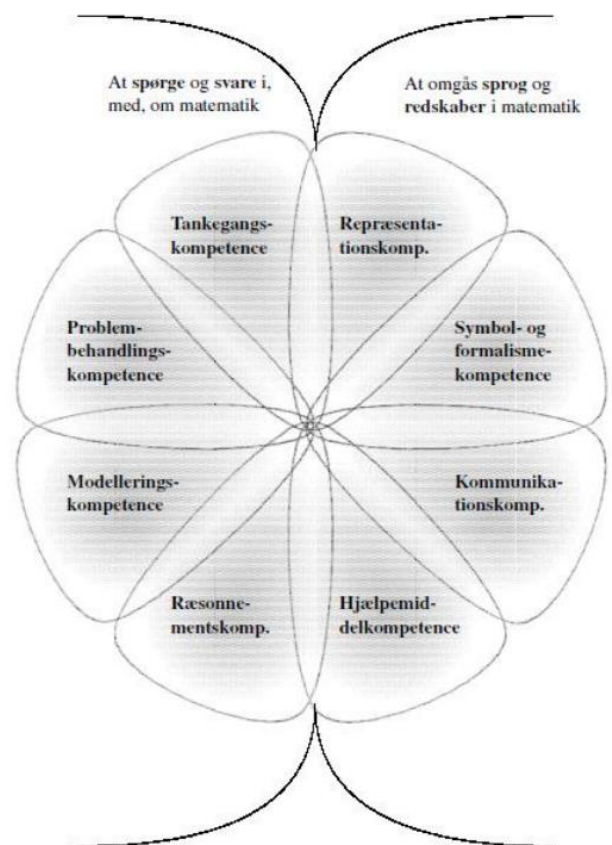 At spørge og svare i,
med, om matematik
At omgås sprog og
redskaber i matematik
Tankegangs-
kompetence
Repræsenta-
tionskomp.
Problem-
behandlings-
kompetence
Symbol- og
formalisme-
kompetence
Modellerings-
kompetence
Kommunika-
tionskomp.
Ræsonne-
mentskomp.
Hjælpemid-
delkompetence